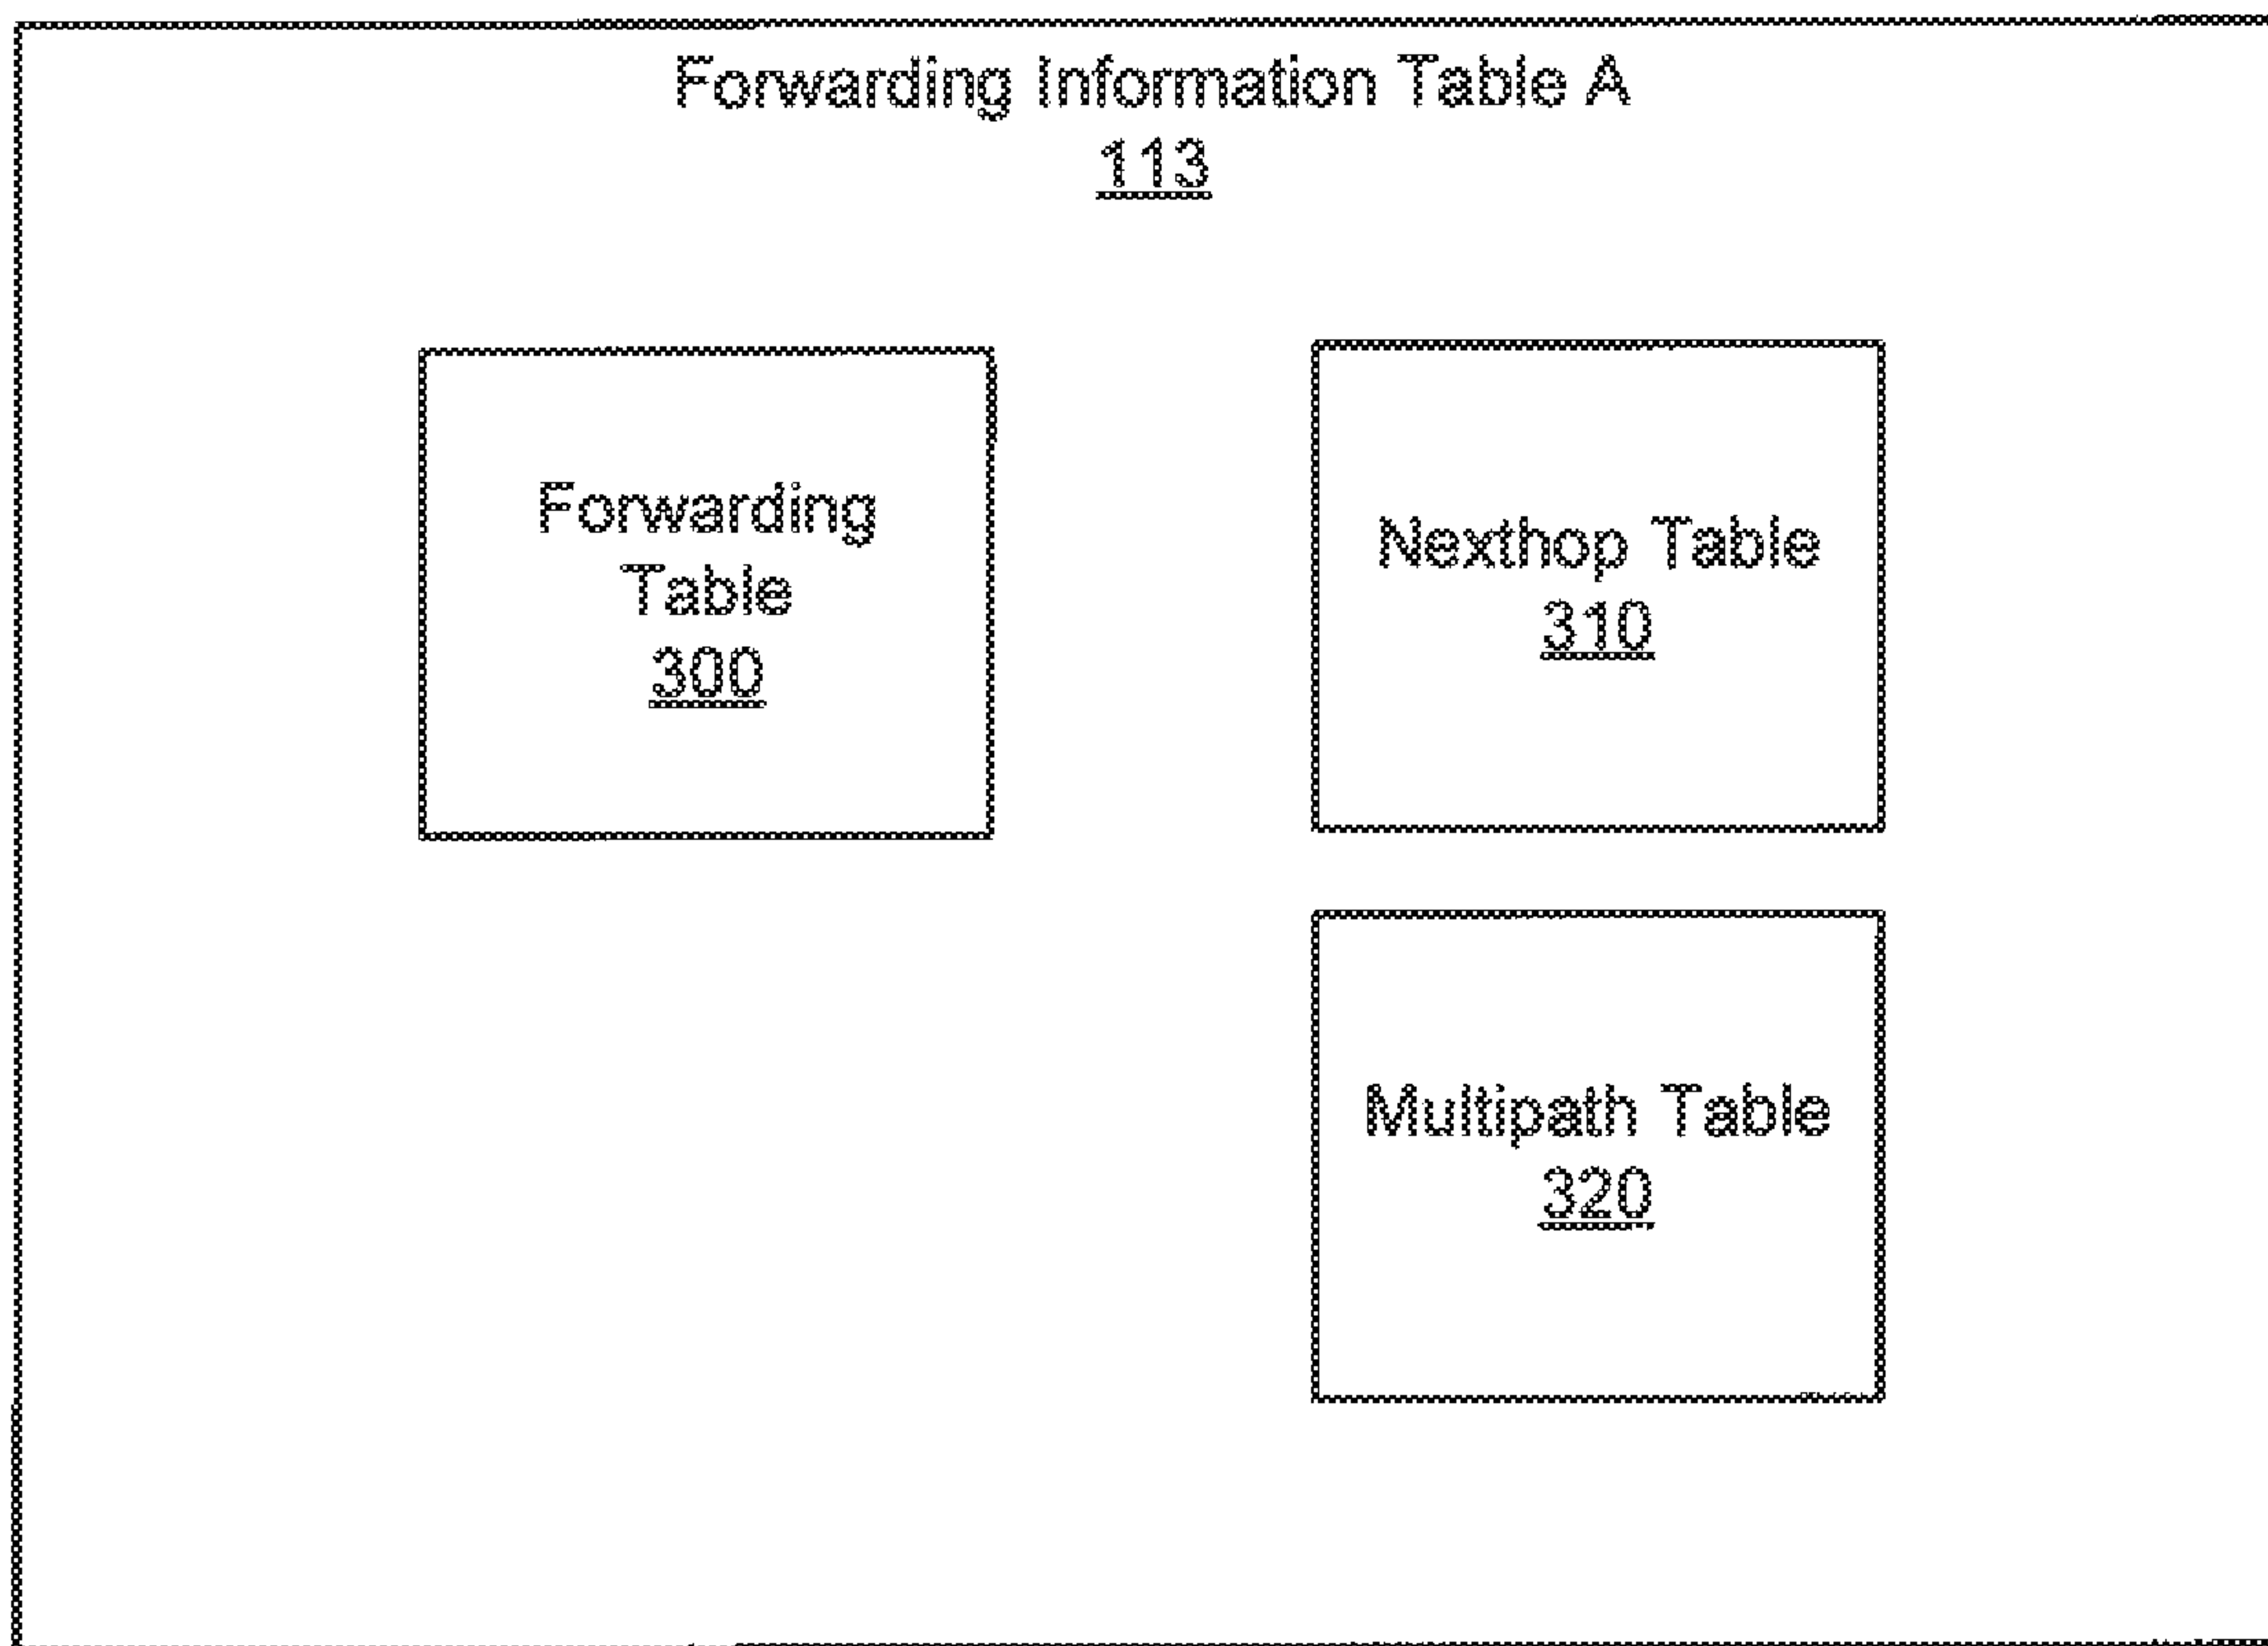 Forwarding Information Table A
113
Forwarding
Table
300
Nexthop Table
310
Multipath Table
320